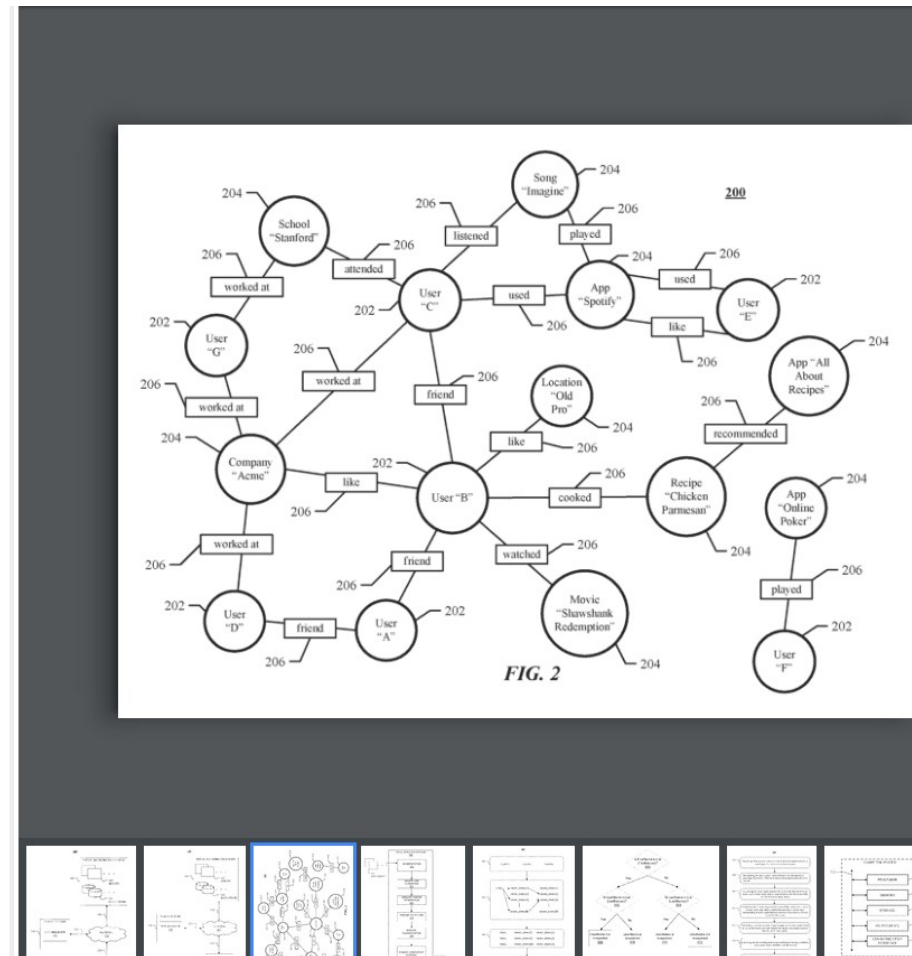 204
Song
“Imagine”
200
204
School
“Stanford”
206
206
listened
played
206
206
attended
204
206
used
202
worked at
User
“C”
used
App
“Spotify”
User
“E”
202
206
like
206
202
User
“G”
206
204
worked at
206
friend
Location
“Old
Pro”
App “All
About
Recipes”
206
worked at
206
recommended
204
like
206
204
Company
“Acme”
202
206
204
like
User “B”
cooked
Recipe
“Chicken
Parmesan”
App
“Online
Poker”
206
204
worked at
watched
206
206
friend
206
206
played
202
202
Movie
“Shawshank
Redemption”
202
User
“D”
friend
User
“A”
User
“F”
206
204
FIG. 2